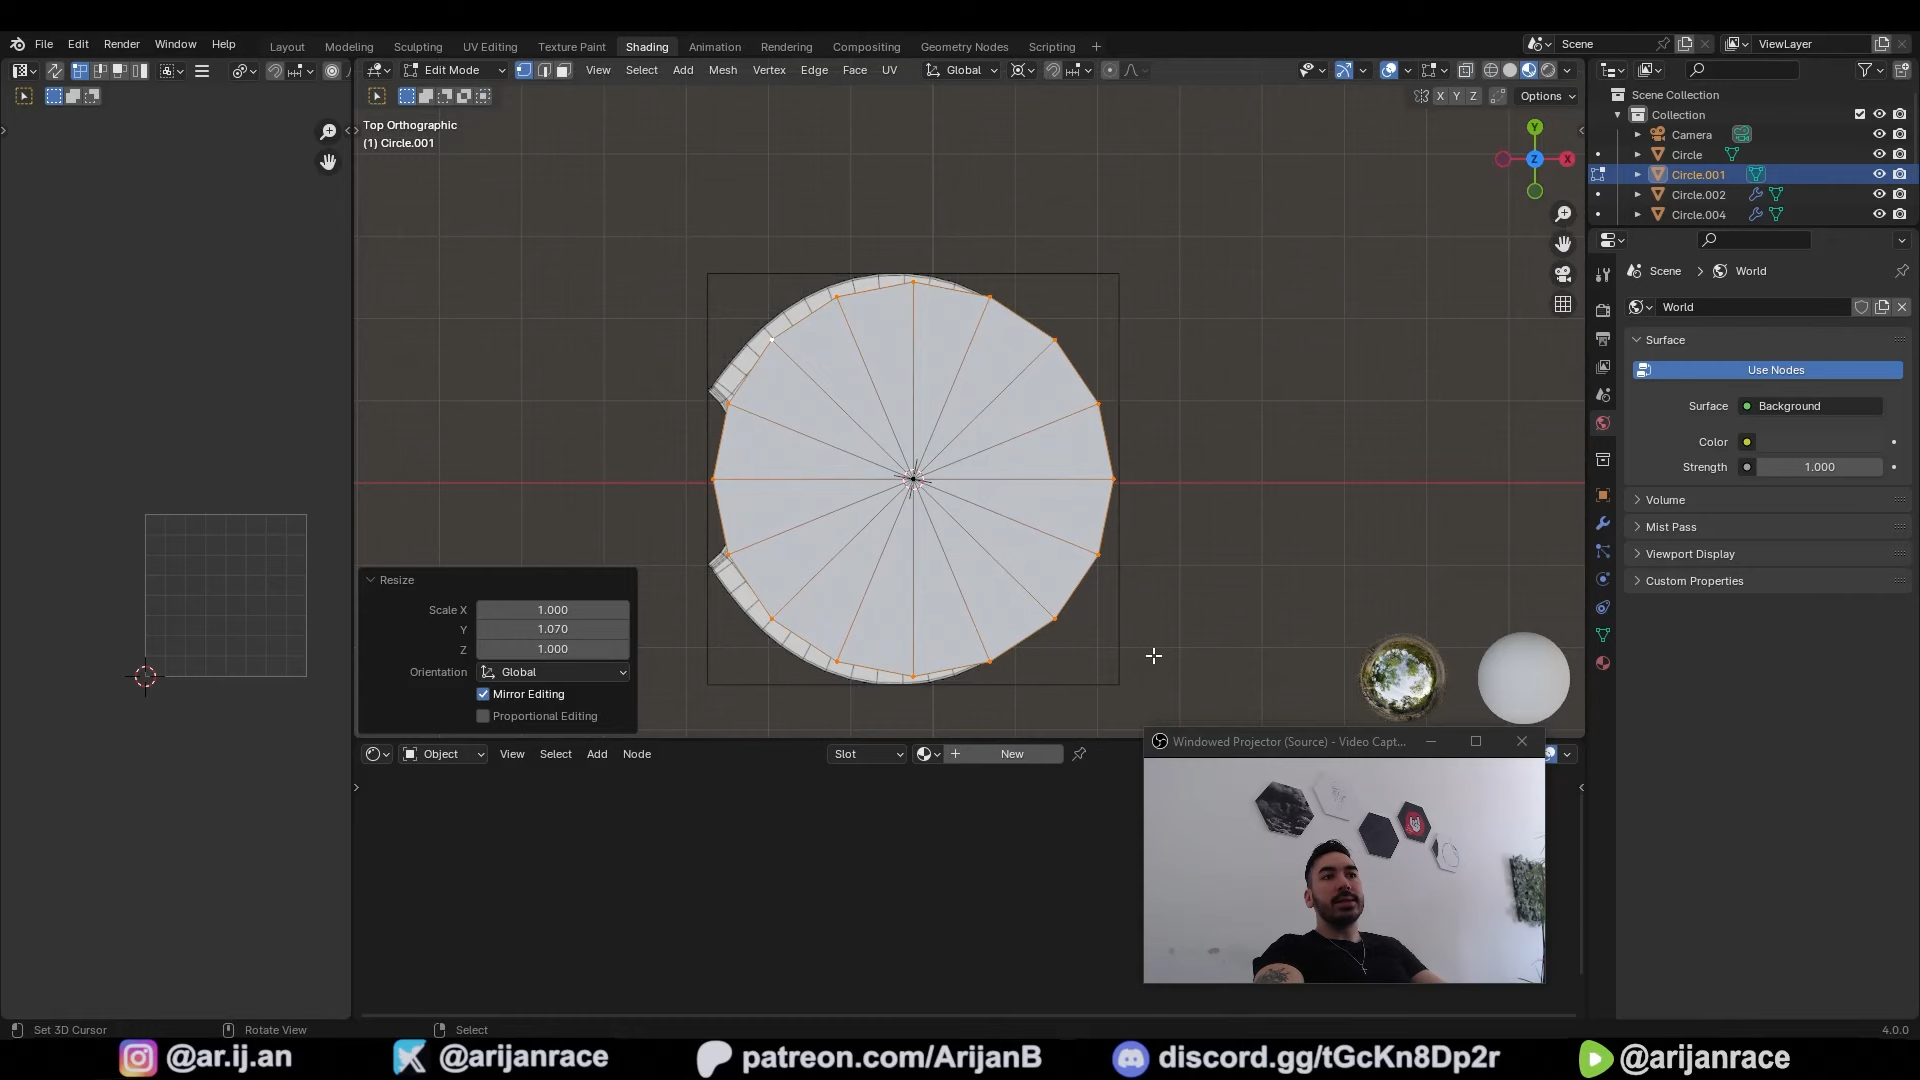 File Edit Render Window Help
Layout Modeling Sculpting UV Editing Texture Paint Shading Animation Rendering Compositing Geometry Nodes Scripting +
Scene
ViewLayer
Edit Mode View Select Add Mesh Vertex Edge Face UV Global
X Y Z Options
Top Orthographic
(1) Circle.001
Y
Z
X
Scene Collection
Collection
Camera
Circle
Circle.001
Circle.002
Circle.004
Scene > World
World
Surface
Use Nodes
Surface Background
Color
Strength 1.000
Volume
Mist Pass
Viewport Display
Custom Properties
Resize
Scale X 1.000
Y 1.070
Z 1.000
Orientation Global
Mirror Editing
Proportional Editing
Object View Select Add Node Slot New
Windowed Projector (Source) - Video Capt...
Set 3D Cursor Rotate View Select 4.0.0
@ar.ij.an @arijanrace patreon.com/ArijanB discord.gg/tGcKn8Dp2r @arijanrace